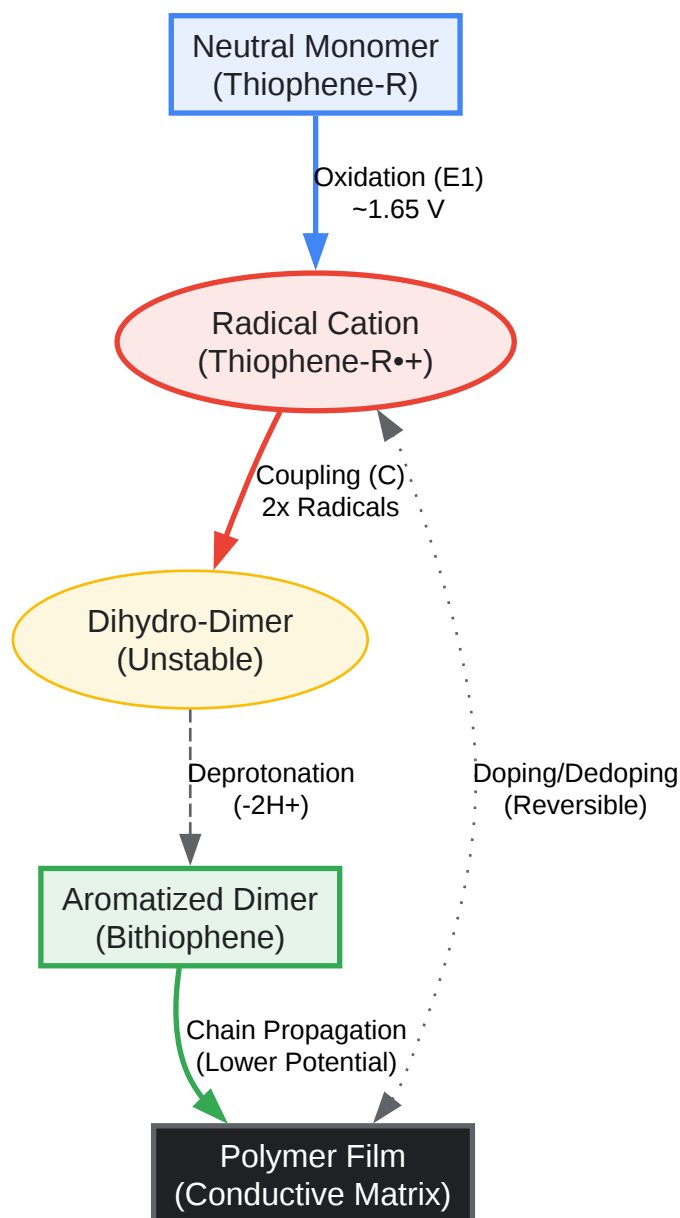 Neutral Monomer
(Thiophene-R)
Oxidation (E1)
~1.65 V
Radical Cation
(Thiophene-R•+)
Coupling (C)
2x Radicals
Dihydro-Dimer
(Unstable)
Deprotonation
(-2H+)
Doping/Dedoping
(Reversible)
Aromatized Dimer
(Bithiophene)
Chain Propagation
(Lower Potential)
Polymer Film
(Conductive Matrix)